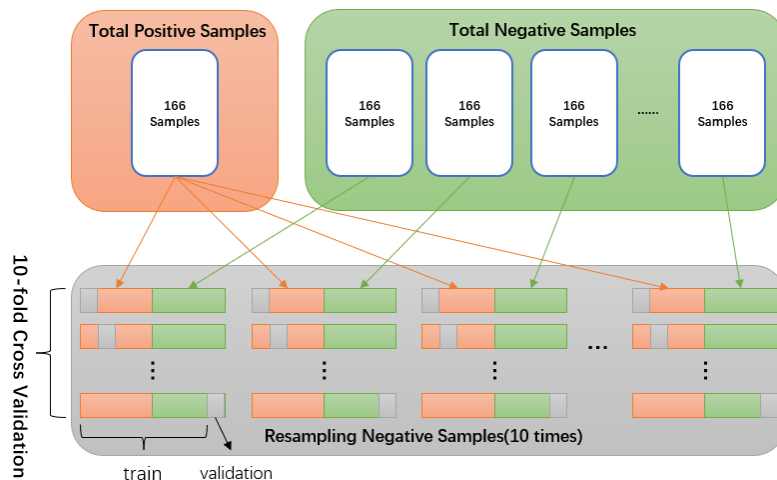 Total Positive Samples
Total Negative Samples
166
Samples
166
Samples
166
Samples
166
Samples
......
166
Samples
10-fold Cross Validation
...
Resampling Negative Samples(10 times)
train
validation